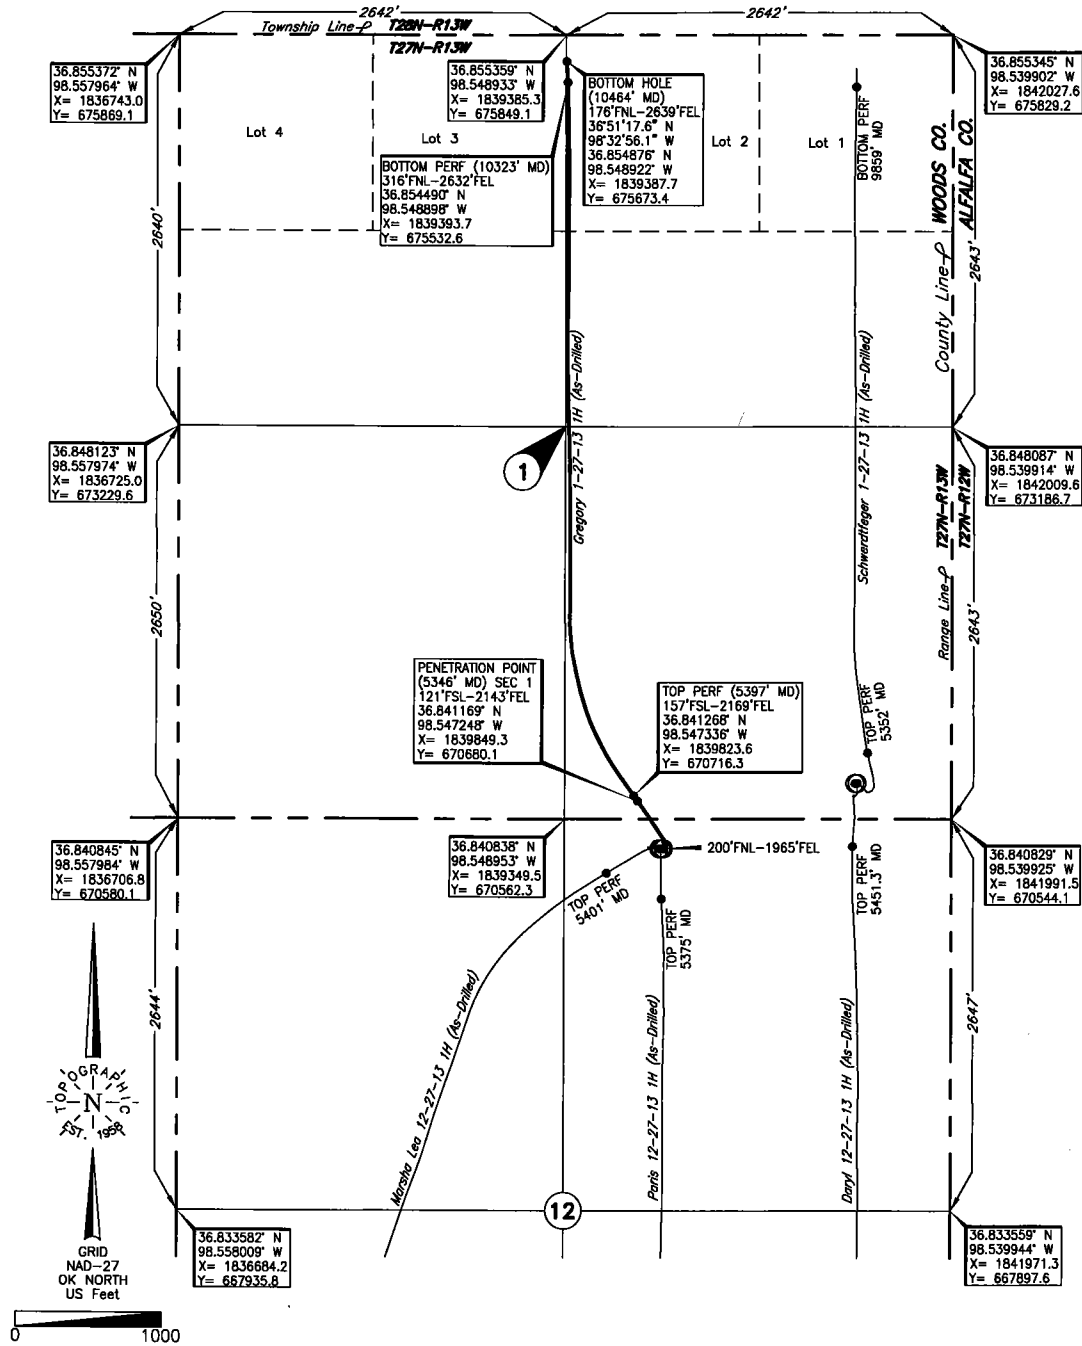 2642'
2642'
Township Line
T28N-R13W
T27N-R13W
36.855372° N
98.557964° W
X= 1836743.0
Y= 675869.1
36.855359° N
98.548933° W
X= 1839385.3
Y= 675849.1
BOTTOM HOLE
(10464' MD)
176'FNL-2639'FEL
36°51'17.6" N
98°32'56.1" W
36.854876° N
98.548922° W
X= 1839387.7
Y= 675673.4
36.855345° N
98.539902° W
X= 1842027.6
Y= 675829.2
Lot 4
Lot 3
Lot 2
Lot 1
BOTTOM PERF
9859' MD
WOODS CO.
ALFALFA CO.
BOTTOM PERF (10323' MD)
316'FNL-2632'FEL
36.854490° N
98.548898° W
X= 1839393.7
Y= 675532.6
2640'
2643'
County Line
Gregory 1-27-13 1H (As-Drilled)
Schwerdtfeger 1-27-13 1H (As-Drilled)
36.848123° N
98.557974° W
X= 1836725.0
Y= 673229.6
1
36.848087° N
98.539914° W
X= 1842009.6
Y= 673186.7
T27N-R13W
T27N-R12W
Range Line
2650'
2643'
PENETRATION POINT
(5346' MD) SEC 1
121'FSL-2143'FEL
36.841169° N
98.547248° W
X= 1839849.3
Y= 670680.1
TOP PERF (5397' MD)
157'FSL-2169'FEL
36.841268° N
98.547336° W
X= 1839823.6
Y= 670716.3
TOP PERF
5352' MD
36.840845° N
98.557984° W
X= 1836706.8
Y= 670580.1
36.840838° N
98.548953° W
X= 1839349.5
Y= 670562.3
200'FNL-1965'FEL
36.840829° N
98.539925° W
X= 1841991.5
Y= 670544.1
TOP PERF
5401' MD
TOP PERF
5375' MD
TOP PERF
5451.3' MD
2644'
2647'
Marsha Lea 12-27-13 1H (As-Drilled)
Paris 12-27-13 1H (As-Drilled)
Daryl 12-27-13 1H (As-Drilled)
TOPOGRAPHIC
N
EST. 1958
12
36.833582° N
98.558009° W
X= 1836684.2
Y= 667935.8
36.833559° N
98.539944° W
X= 1841971.3
Y= 667897.6
GRID
NAD-27
OK NORTH
US Feet
0 1000